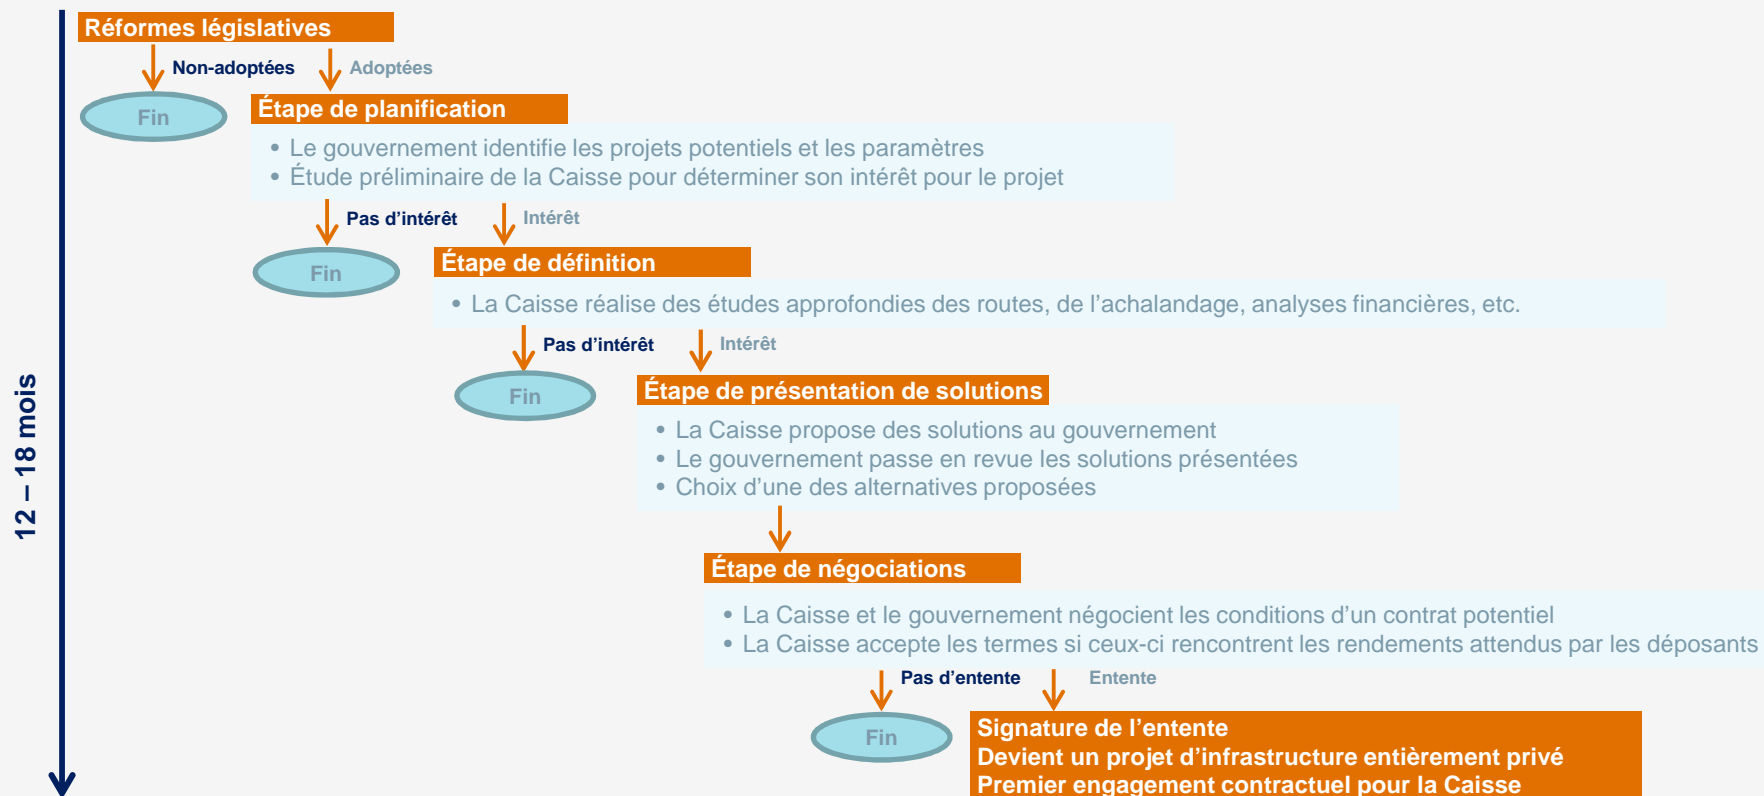 Réformes législatives
Non-adoptées
Adoptées
Fin
Étape de planification
• Le gouvernement identifie les projets potentiels et les paramètres
• Étude préliminaire de la Caisse pour déterminer son intérêt pour le projet
Pas d’intérêt
Intérêt
Fin
Étape de définition
• La Caisse réalise des études approfondies des routes, de l’achalandage, analyses financières, etc.
Pas d’intérêt
Intérêt
Fin
Étape de présentation de solutions
• La Caisse propose des solutions au gouvernement
• Le gouvernement passe en revue les solutions présentées
• Choix d’une des alternatives proposées
12 – 18 mois
Étape de négociations
• La Caisse et le gouvernement négocient les conditions d’un contrat potentiel
• La Caisse accepte les termes si ceux-ci rencontrent les rendements attendus par les déposants
Pas d’entente
Entente
Fin
Signature de l’entente
Devient un projet d’infrastructure entièrement privé
Premier engagement contractuel pour la Caisse